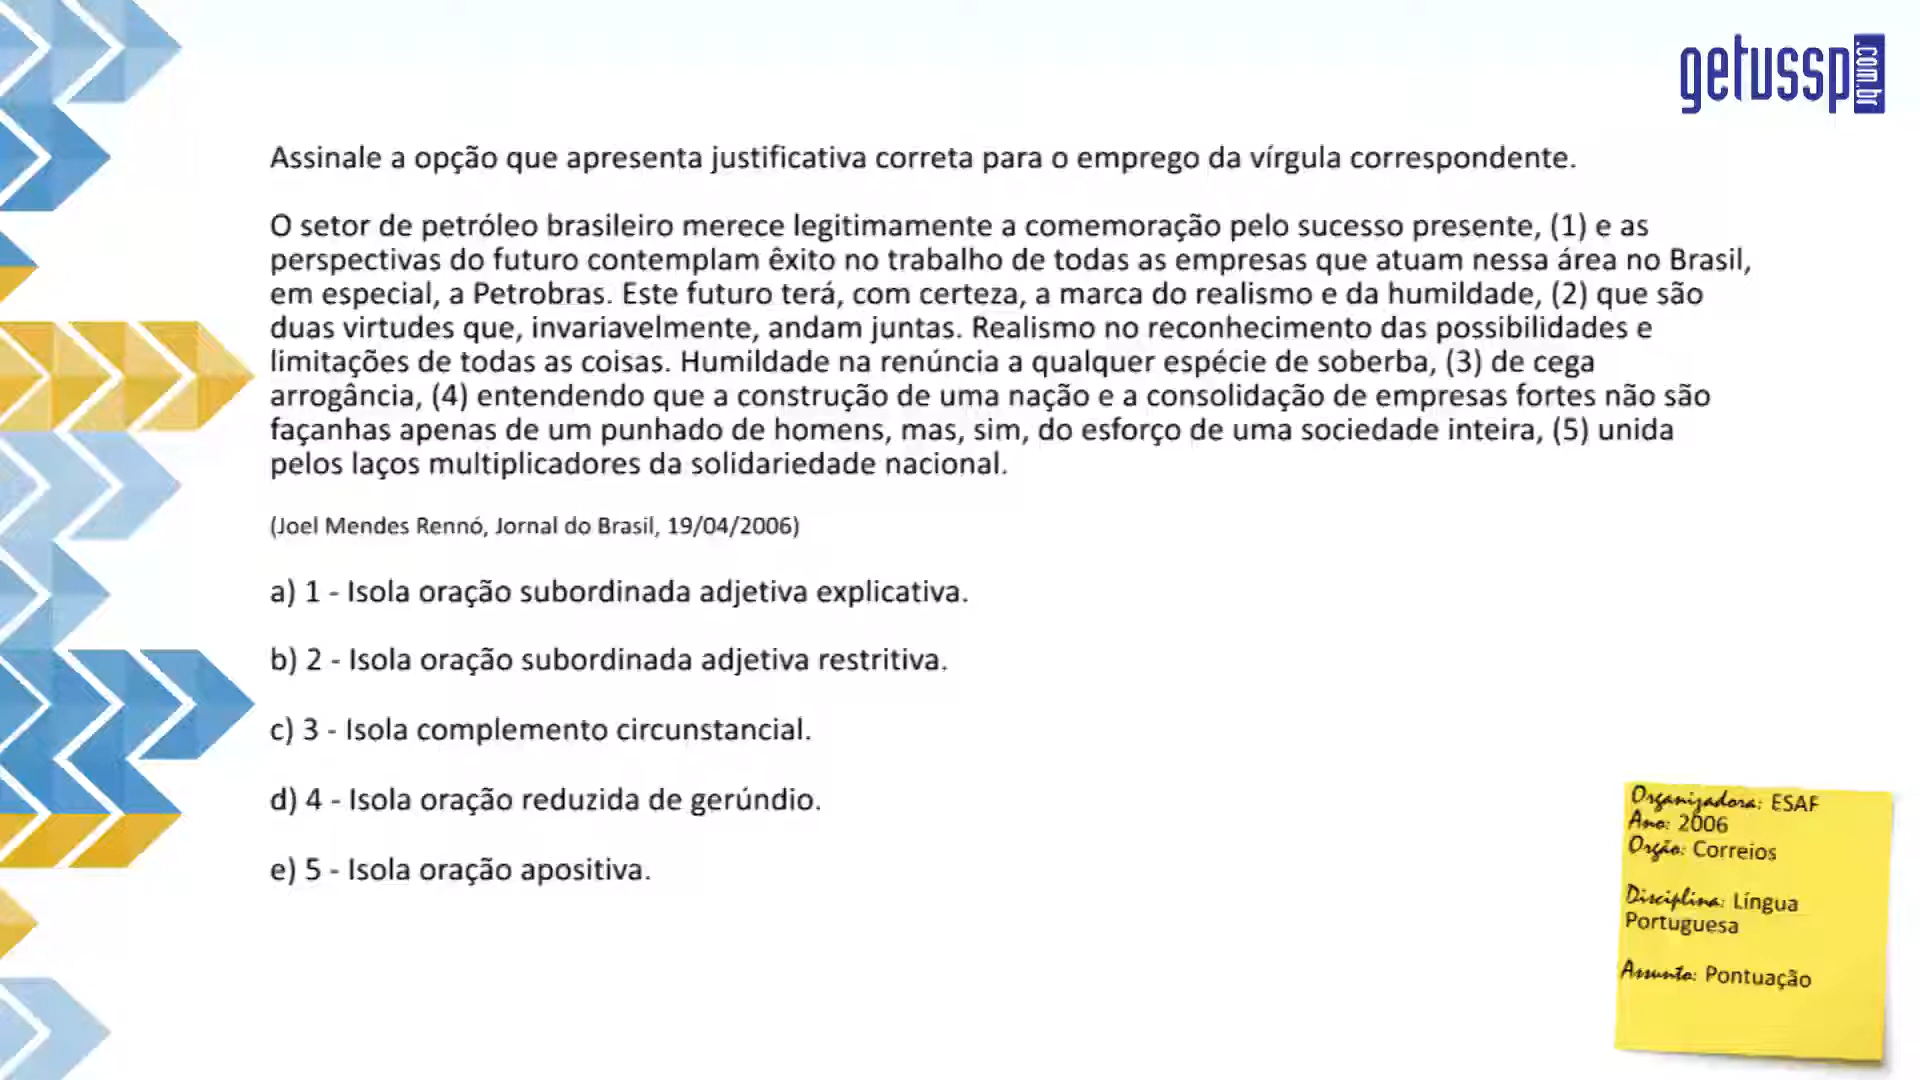 getussp.com.br
Assinale a opção que apresenta justificativa correta para o emprego da vírgula correspondente.
O setor de petróleo brasileiro merece legitimamente a comemoração pelo sucesso presente, (1) e as
perspectivas do futuro contemplam êxito no trabalho de todas as empresas que atuam nessa área no Brasil,
em especial, a Petrobras. Este futuro terá, com certeza, a marca do realismo e da humildade, (2) que são
duas virtudes que, invariavelmente, andam juntas. Realismo no reconhecimento das possibilidades e
limitações de todas as coisas. Humildade na renúncia a qualquer espécie de soberba, (3) de cega
arrogância, (4) entendendo que a construção de uma nação e a consolidação de empresas fortes não são
façanhas apenas de um punhado de homens, mas, sim, do esforço de uma sociedade inteira, (5) unida
pelos laços multiplicadores da solidariedade nacional.
(Joel Mendes Rennó, Jornal do Brasil, 19/04/2006)
a) 1 - Isola oração subordinada adjetiva explicativa.
b) 2 - Isola oração subordinada adjetiva restritiva.
c) 3 - Isola complemento circunstancial.
d) 4 - Isola oração reduzida de gerúndio.
e) 5 - Isola oração apositiva.
Organizadora: ESAF
Ano: 2006
Orgão: Correios
Disciplina: Língua
Portuguesa
Assunto: Pontuação